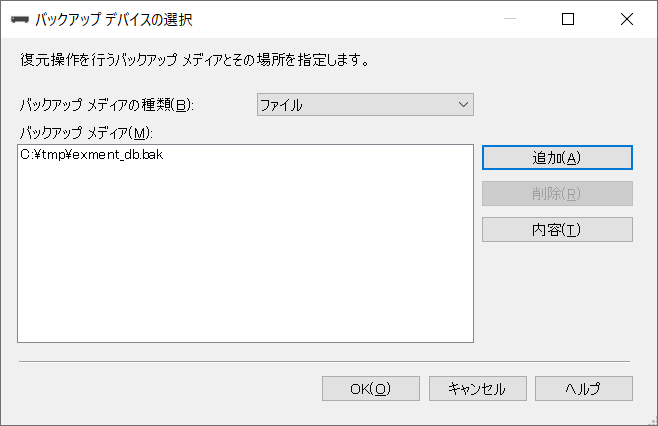 バックアップ デバイスの選択
復元操作を行うバックアップ メディアとその場所を指定します。
バックアップ メディアの種類(B):
ファイル
バックアップ メディア(M):
C:¥tmp¥exment_db.bak
追加(A)
削除(R)
内容(T)
OK(O)
キャンセル
ヘルプ